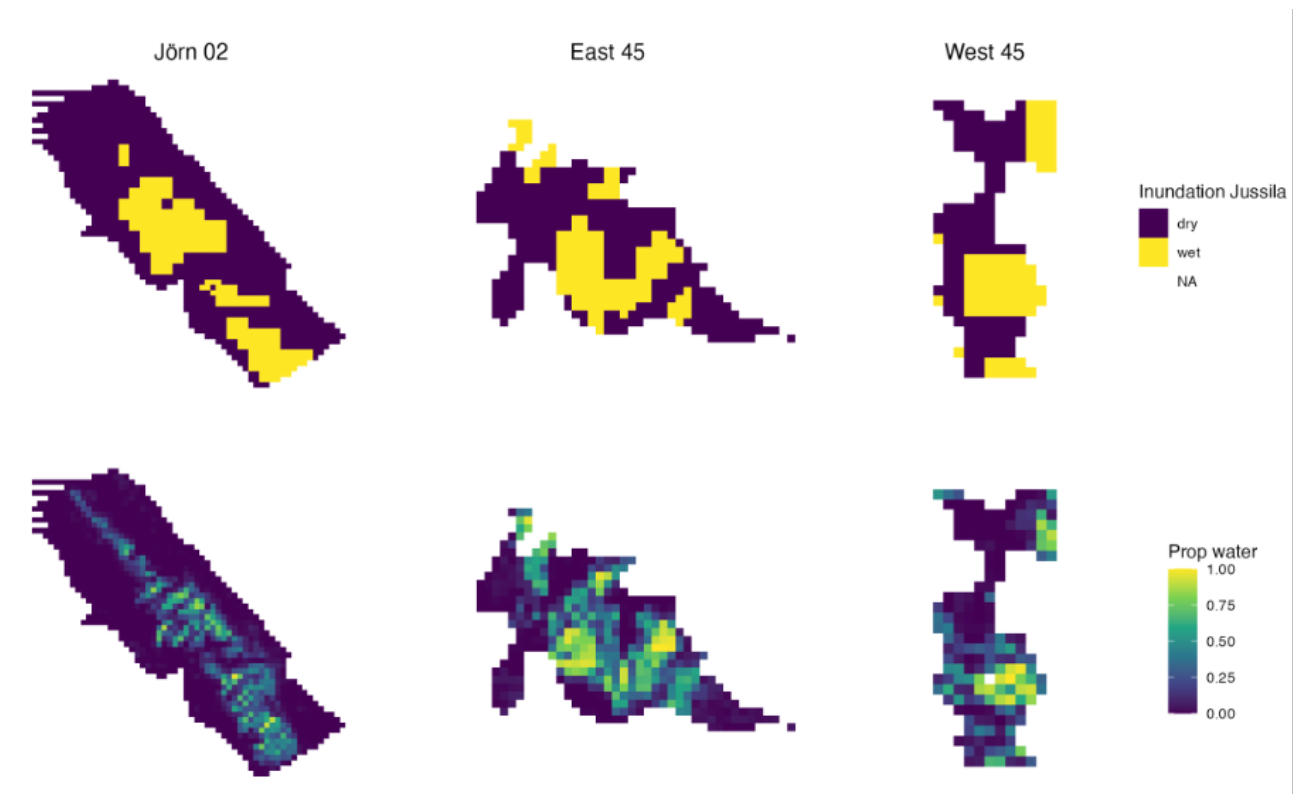 Jörn 02
East 45
West 45
Inundation Jussila
dry
wet
NA
Prop water
1.00
0.75
0.50
0.25
0.00